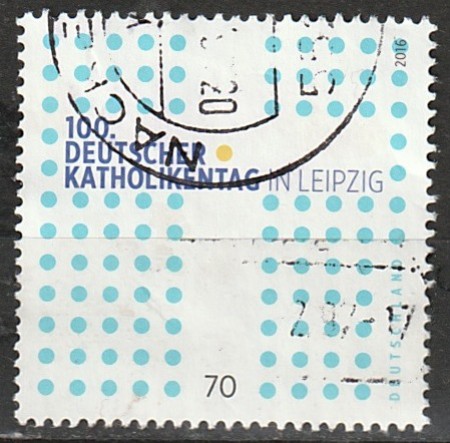 2016
100.
DEUTSCHER
KATHOLIKENTAG IN LEIPZIG
DEUTSCHLAND
70